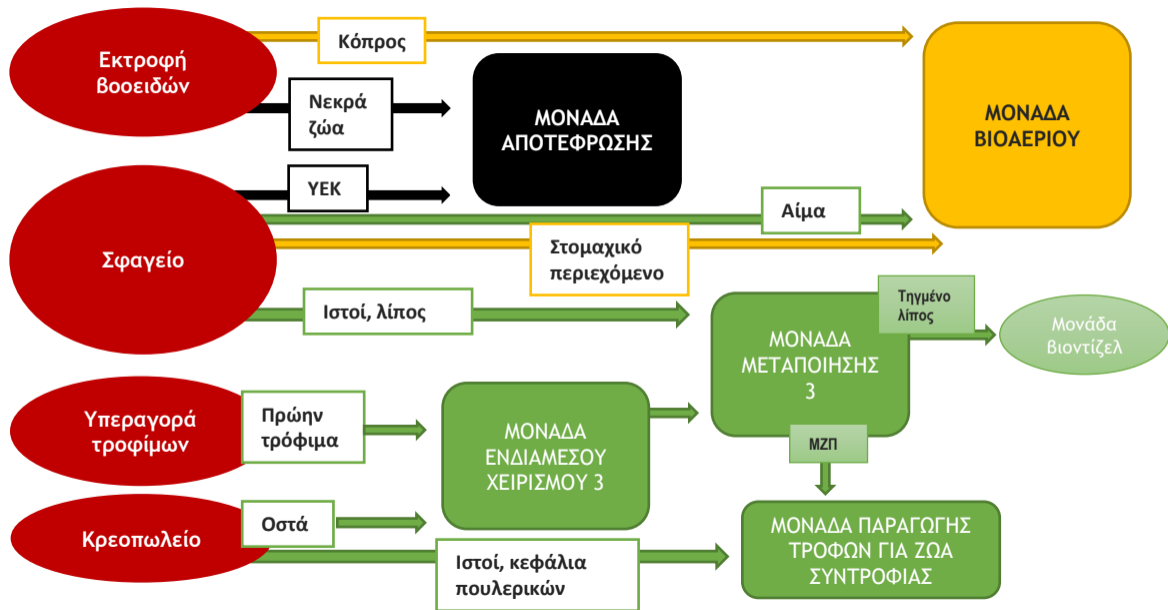 Εκτροφή
βοοειδών
Κόπρος
Νεκρά
ζώα
ΜΟΝΑΔΑ
ΑΠΟΤΕΦΡΩΣΗΣ
ΜΟΝΑΔΑ
ΒΙΟΑΕΡΙΟΥ
Σφαγείο
ΥΕΚ
Αίμα
Στομαχικό
περιεχόμενο
Ιστοί, λίπος
ΜΟΝΑΔΑ
ΜΕΤΑΠΟΙΗΣΗΣ
3
Τηγμένο
λίπος
Μονάδα
βιοντίζελ
Υπεραγορά
τροφίμων
Πρώην
τρόφιμα
ΜΟΝΑΔΑ
ΕΝΔΙΑΜΕΣΟΥ
ΧΕΙΡΙΣΜΟΥ 3
ΜΖΠ
Κρεοπωλείο
Οστά
Ιστοί, κεφάλια
πουλερικών
ΜΟΝΑΔΑ ΠΑΡΑΓΩΓΗΣ
ΤΡΟΦΩΝ ΓΙΑ ΖΩΑ
ΣΥΝΤΡΟΦΙΑΣ